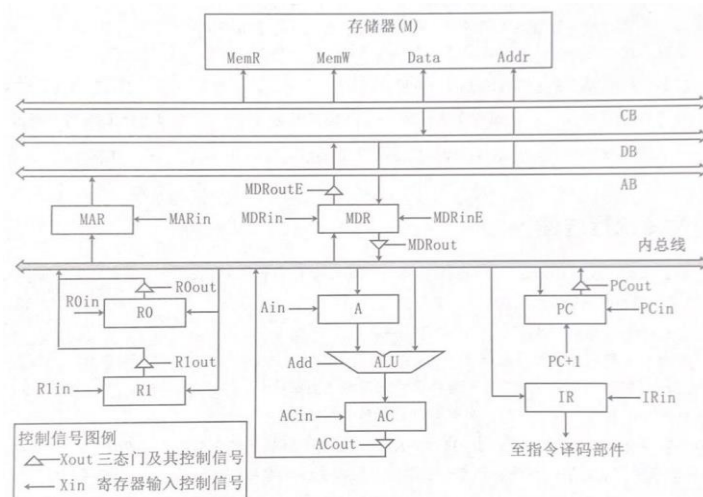 存储器(M)
MemR MemW Data Addr
CB
DB
AB
MDRoutE
MAR
MARin
MDRin
MDR
MDRinE
MDRout
内总线
R0out
R0in
R0
R1out
R1in
R1
Ain
A
Add
ALU
ACin
AC
ACout
PCout
PC
PCin
PC+1
IR
IRin
至指令译码部件
控制信号图例
Xout 三态门及其控制信号
Xin 寄存器输入控制信号